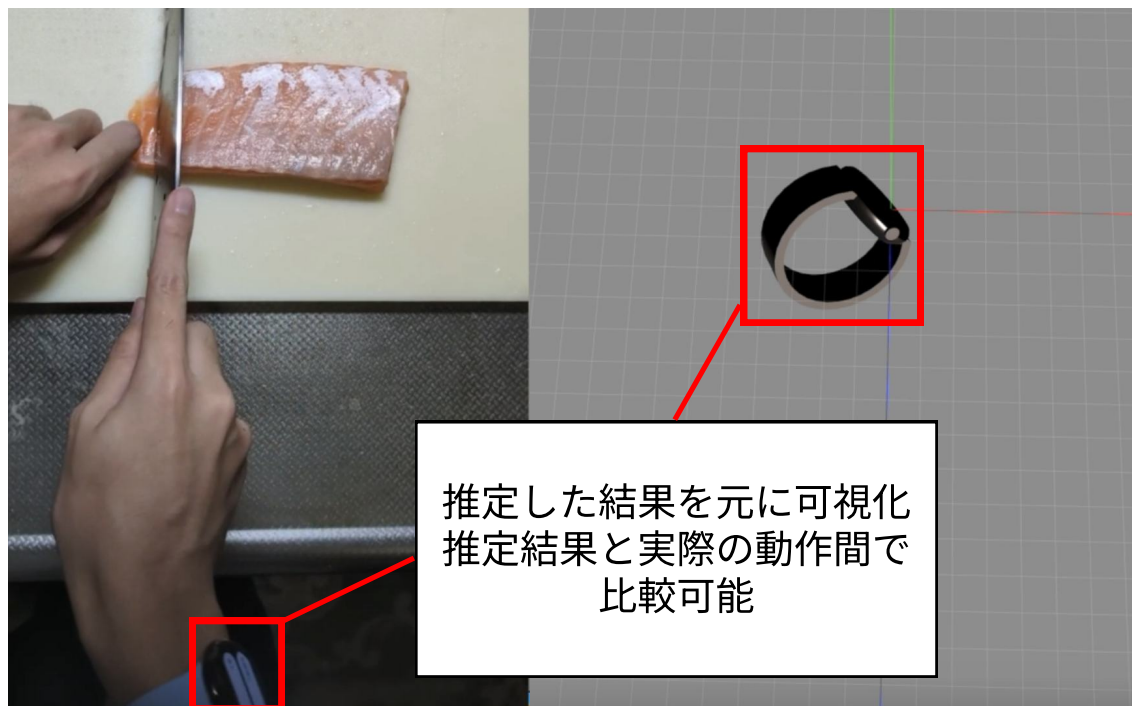 推定した結果を元に可視化
推定結果と実際の動作間で
比較可能